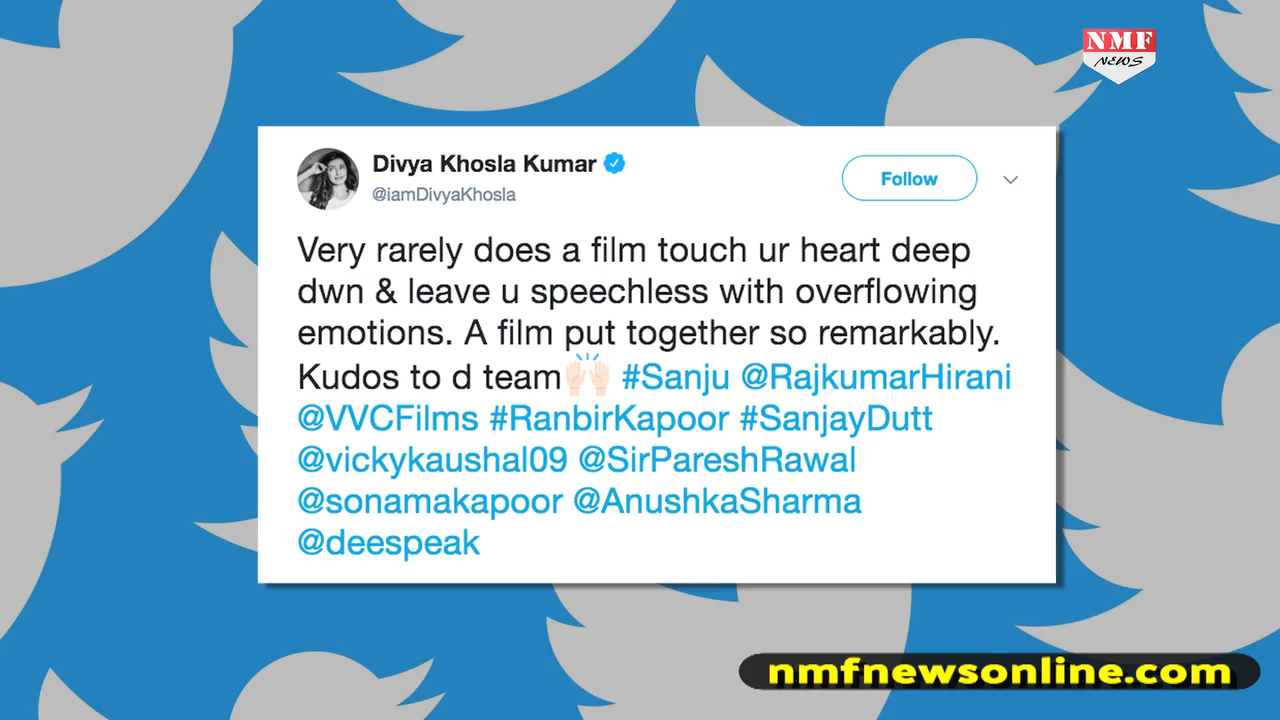 NMF
NEWS
Divya Khosla Kumar
@iamDivyaKhosla
Follow
Very rarely does a film touch ur heart deep
dwn & leave u speechless with overflowing
emotions. A film put together so remarkably.
Kudos to d team🙌🏻 #Sanju @RajkumarHirani
@VVCFilms #RanbirKapoor #SanjayDutt
@vickykaushal09 @SirPareshRawal
@sonamakapoor @AnushkaSharma
@deespeak
nmfnewsonline.com